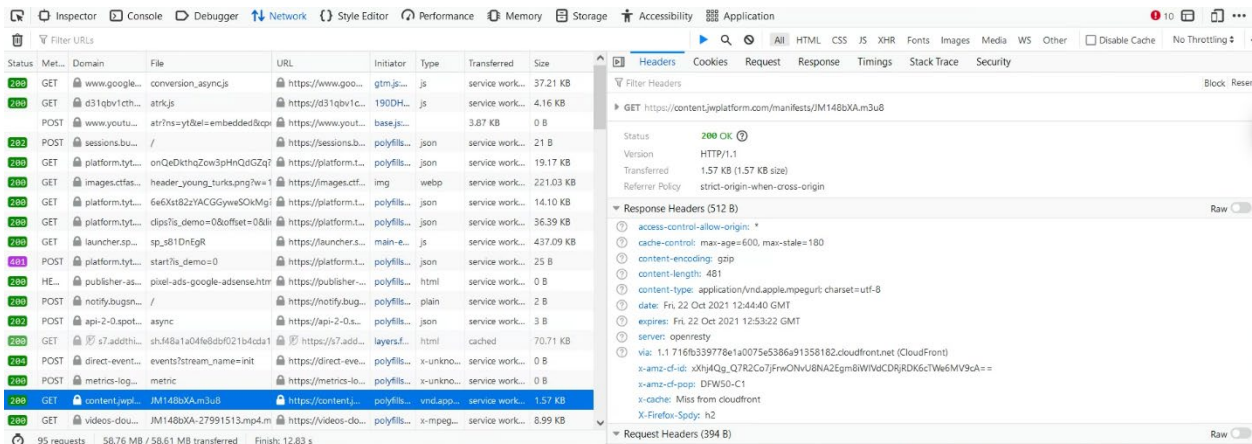 Inspector Console Debugger Network Style Editor Performance Memory Storage Accessibility Application 10
Filter URLs All HTML CSS JS XHR Fonts Images Media WS Other Disable Cache No Throttling
Status Met... Domain File URL Initiator Type Transferred Size
200 GET www.google... conversion_async.js https://www.goo... gtm.js:... js service work... 37.21 KB
200 GET d31qbv1cth... atrk.js https://d31qbv1c... 190DH... js service work... 4.16 KB
POST www.youtu... atr?ns=yt&el=embedded&cp https://www.yout... base.js:... 3.87 KB 0 B
202 POST sessions.bu... / https://sessions.b... polyfills... json service work... 21 B
200 GET platform.tyt.... onQeDkthqZow3pHnQdGZq? https://platform.t... polyfills... json service work... 19.17 KB
200 GET images.ctfas... header_young_turks.png?w=1 https://images.ctf... img webp service work... 221.03 KB
200 GET platform.tyt.... https://platform.t... polyfills... json service work... 14.10 KB
200 GET platform.tyt.... clips?is_demo=0&offset=0&li https://platform.t... polyfills... json service work... 36.39 KB
200 GET launcher.sp... sp_s81DnEgR https://launcher.s... main-e... js service work... 437.09 KB
401 POST platform.tyt.... start?is_demo=0 https://platform.t... polyfills... json service work... 25 B
200 HE... publisher-as... pixel-ads-google-adsense.htm https://publisher-... polyfills... html service work... 0 B
200 POST notify.bugsn... / https://notify.bug... polyfills... plain service work... 2 B
202 POST api-2-0.spot... async https://api-2-0.s... polyfills... json service work... 3 B
200 GET s7.addthi... sh.f48a1a04fe8dbf021b4cda1 https://s7.add... layers.f... html cached 70.71 KB
204 POST direct-event... events?stream_name=init https://direct-eve... polyfills... x-unkno... service work... 0 B
200 POST metrics-log... metric https://metrics-lo... polyfills... x-unkno... service work... 0 B
200 GET content.jwpl... JM148bXA.m3u8 https://content.j... polyfills... vnd.app... service work... 1.57 KB
200 GET videos-clou... JM148bXA-27991513.mp4.m https://videos-clo... polyfills... x-mpeg... service work... 8.99 KB
95 requests 58.76 MB / 58.61 MB transferred Finish: 12.83 s
Headers Cookies Request Response Timings Stack Trace Security
Filter Headers Block Reser
GET https://content.jwplatform.com/manifests/JM148bXA.m3u8
Status 200 OK
Version HTTP/1.1
Transferred 1.57 KB (1.57 KB size)
Referrer Policy strict-origin-when-cross-origin
Response Headers (512 B) Raw
access-control-allow-origin: *
cache-control: max-age=600, max-stale=180
content-encoding: gzip
content-length: 481
content-type: application/vnd.apple.mpegurl; charset=utf-8
date: Fri, 22 Oct 2021 12:44:40 GMT
expires: Fri, 22 Oct 2021 12:53:22 GMT
server: openresty
via: 1.1 716fb339778e1a0075e5386a91358182.cloudfront.net (CloudFront)
x-amz-cf-id: xXhj4Qg_Q7R2Co7jFrwONvU8NA2Egm8iWIVdCDRjRDK6cTWe6MV9cA==
x-amz-cf-pop: DFW50-C1
x-cache: Miss from cloudfront
X-Firefox-Spdy: h2
Request Headers (394 B) Raw